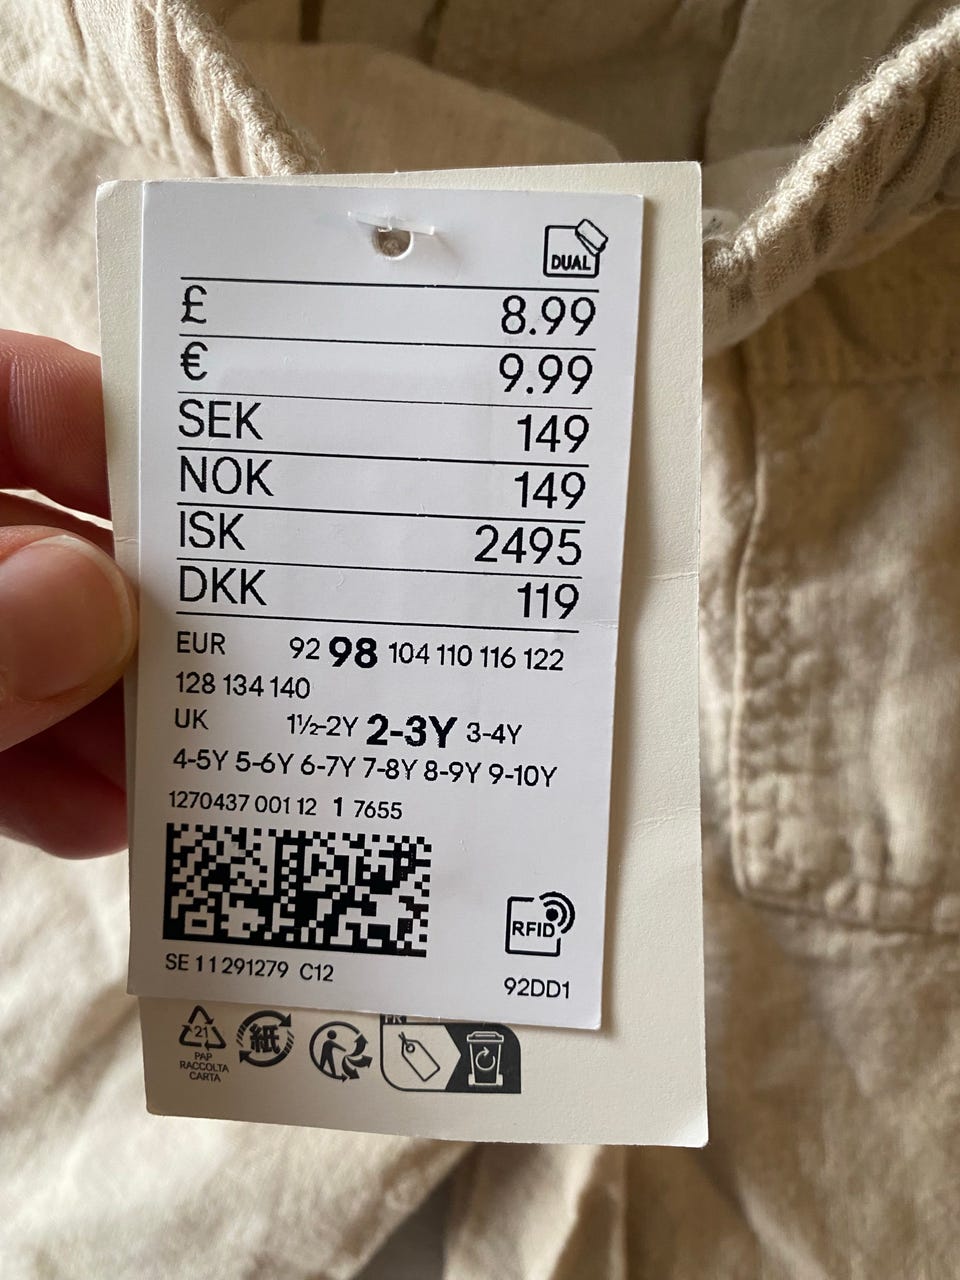 DUAL
£ 8.99
€ 9.99
SEK 149
NOK 149
ISK 2495
DKK 119
EUR 92 98 104 110 116 122
128 134 140
UK 1½-2Y 2-3Y 3-4Y
4-5Y 5-6Y 6-7Y 7-8Y 8-9Y 9-10Y
1270437 001 12 1 7655
RFID
SE 11 291279 C12
92DD1
FR
21
紙
PAP
RACCOLTA
CARTA